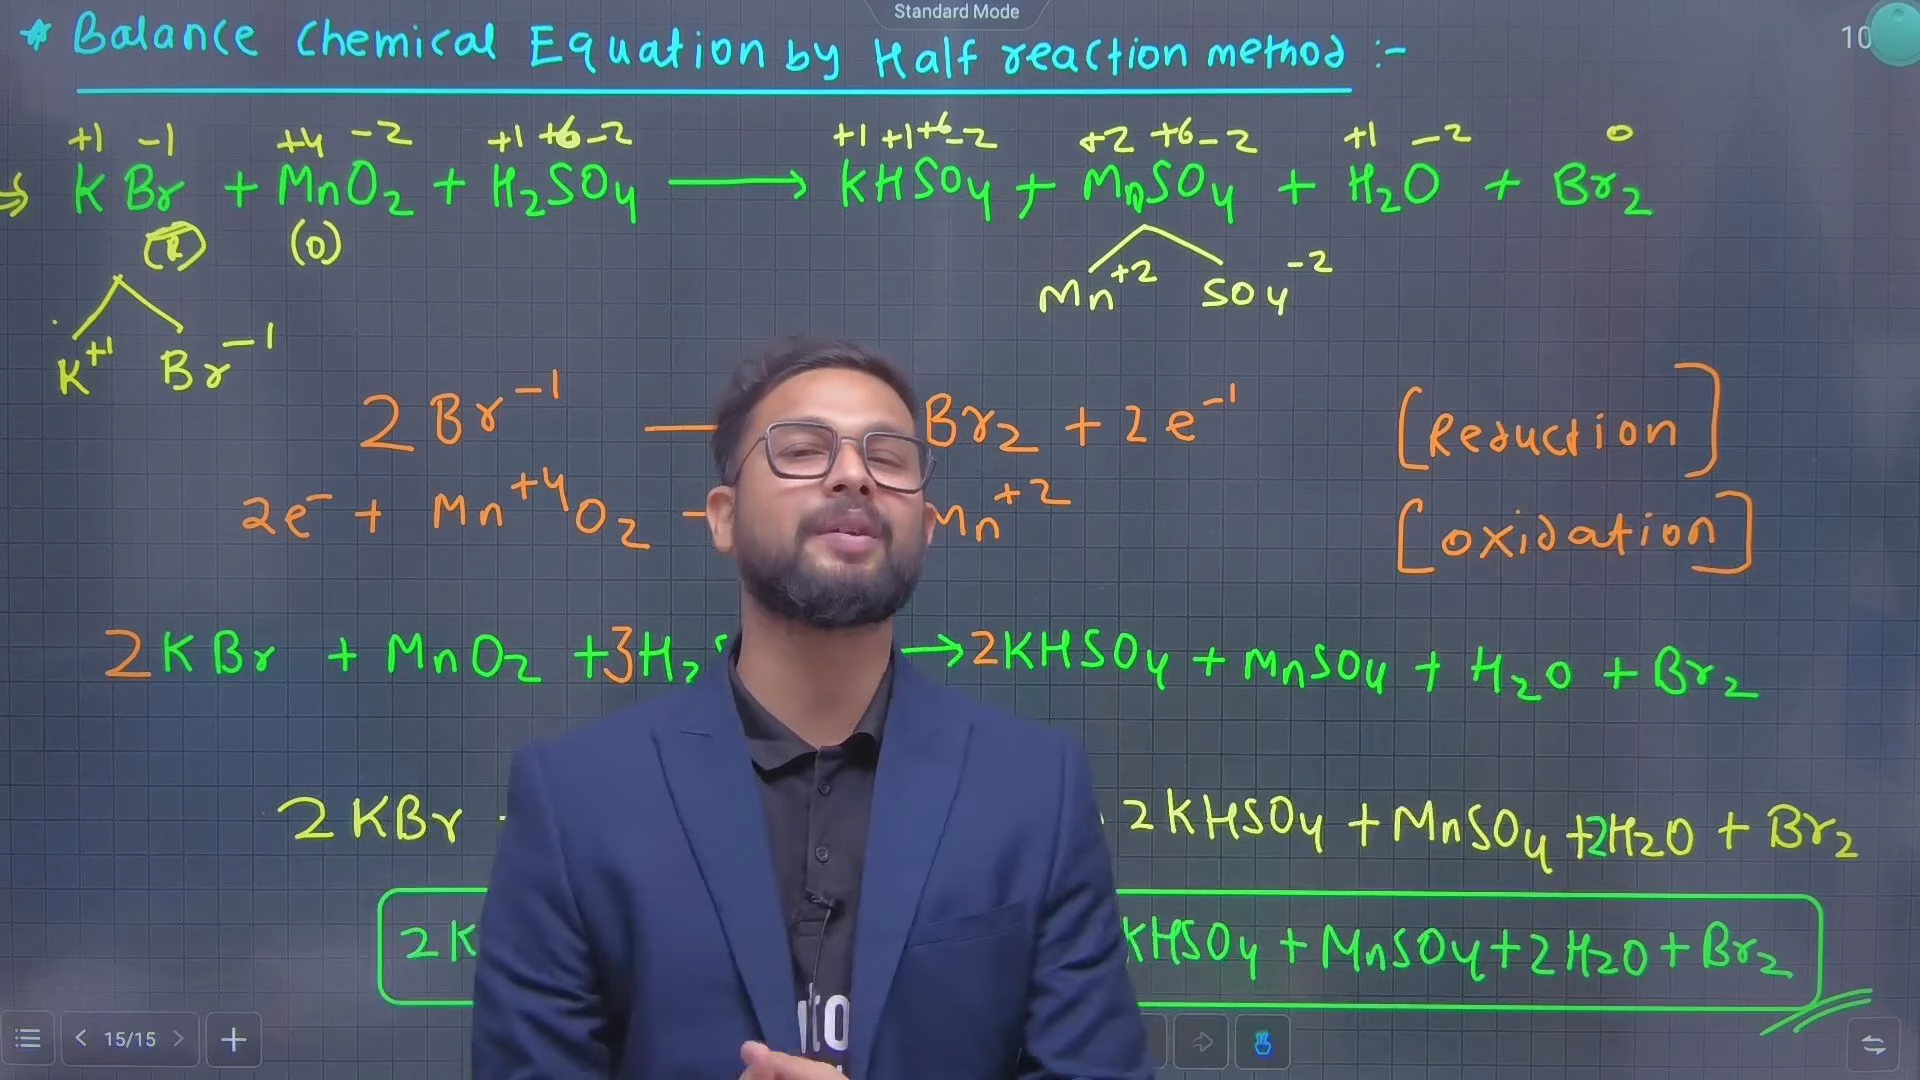 Standard Mode
* Balance Chemical Equation by Half reaction method :-
10
+1 -1 +4 -2 +1 +6 -2 +1 +1 +6 -2 +2 +6 -2 +1 -2 0
⇒ KBr + MnO₂ + H₂SO₄ ⟶ KHSO₄ + MnSO₄ + H₂O + Br₂
(R) (O)
Mn⁺² SO₄⁻²
K⁺¹ Br⁻¹
2Br⁻¹ — Br₂ + 2e⁻¹ [Reduction]
2e⁻ + Mn⁺⁴O₂ - Mn⁺² [oxidation]
2KBr + MnO₂ + 3H₂ → 2KHSO₄ + MnSO₄ + H₂O + Br₂
2KBr 2KHSO₄ + MnSO₄ + 2H₂O + Br₂
2K KHSO₄ + MnSO₄ + 2H₂O + Br₂
15/15